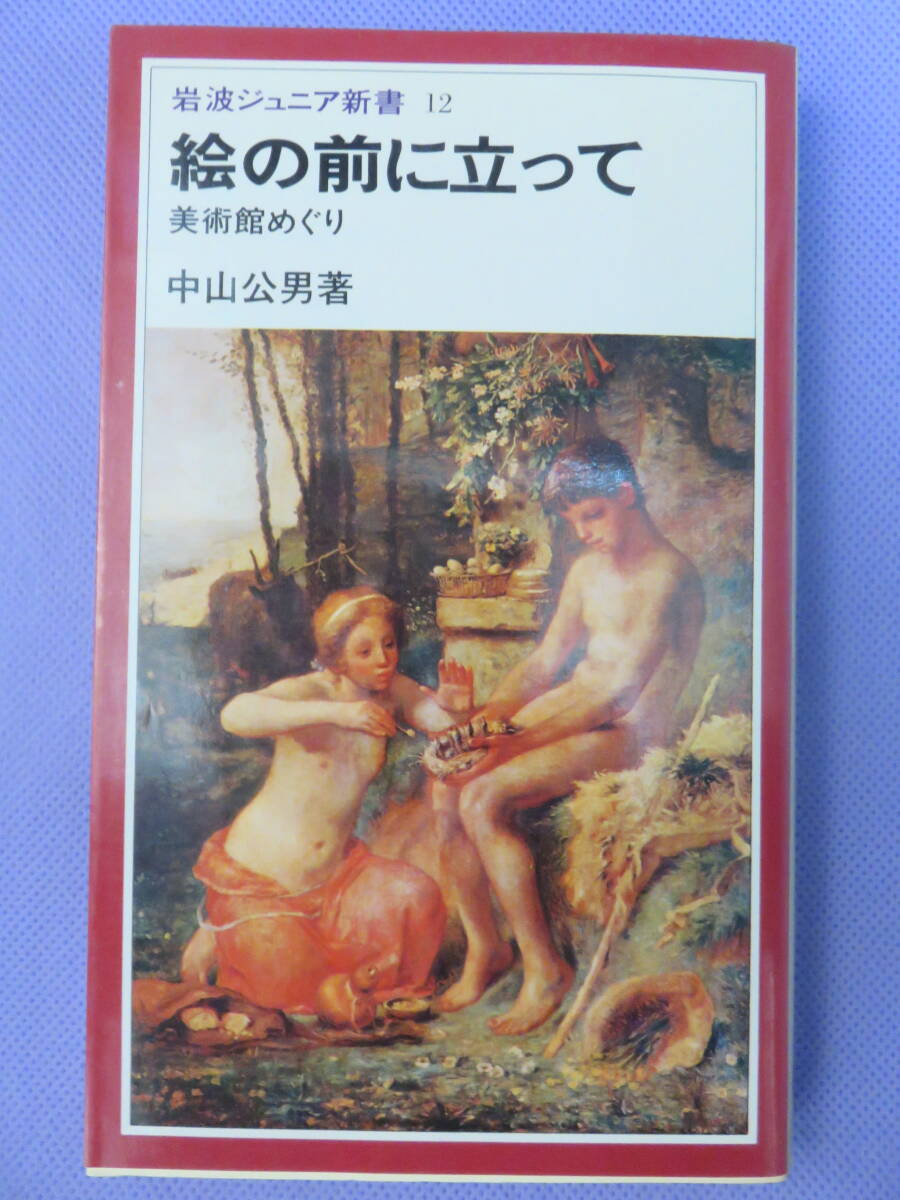 岩波ジュニア新書 12
絵の前に立って
美術館めぐり
中山公男著